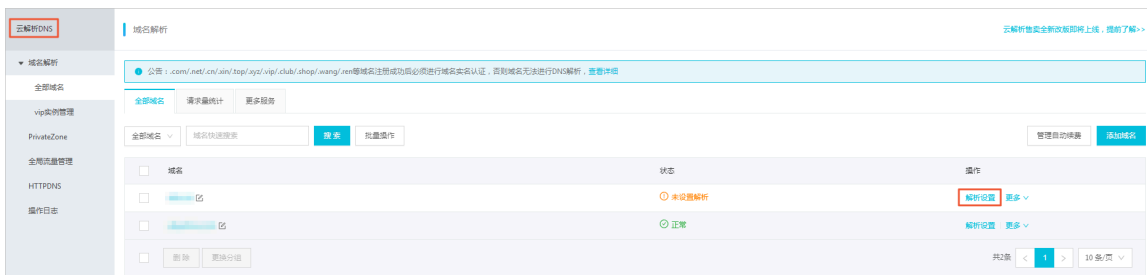 云解析DNS
域名解析
云解析售卖全新改版即将上线，提前了解>>
域名解析
全部域名
vip实例管理
PrivateZone
全局流量管理
HTTPDNS
操作日志
公告：.com/.net/.cn/.xin/.top/.xyz/.vip/.club/.shop/.wang/.ren等域名注册成功后必须进行域名实名认证，否则域名无法进行DNS解析，查看详细
全部域名 请求量统计 更多服务
全部域名 域名快速搜索 搜索 批量操作 管理自动续费 添加域名
域名 状态 操作
未设置解析 解析设置 更多
正常 解析设置 更多
删除 更换分组 共2条 < 1 > 10 条/页